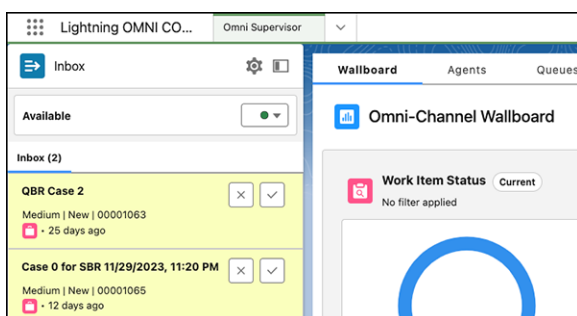 Lightning OMNI CO...
Omni Supervisor
Inbox
Available
Inbox (2)
QBR Case 2
Medium | New | 00001063
• 25 days ago
Case 0 for SBR 11/29/2023, 11:20 PM
Medium | New | 00001065
• 12 days ago
Wallboard Agents Queues
Omni-Channel Wallboard
Work Item Status Current
No filter applied